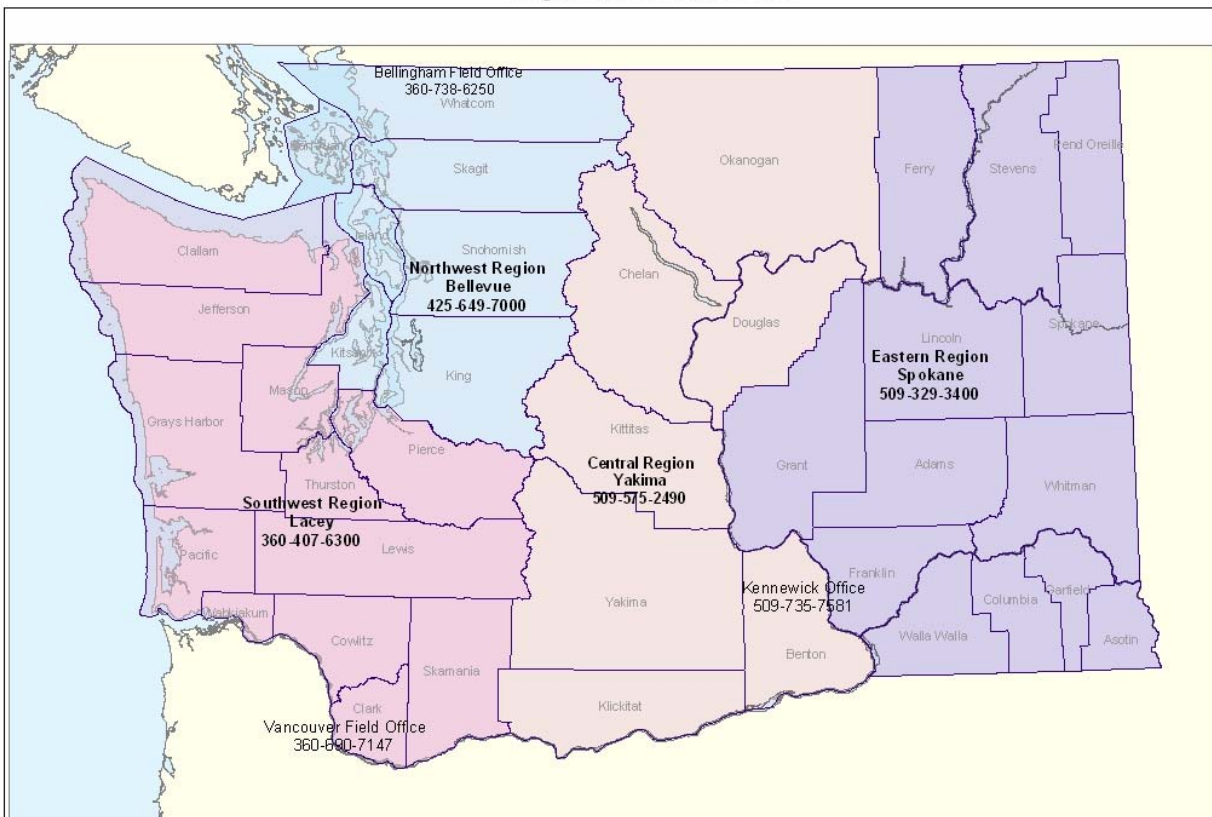 Bellingham Field Office
360-738-6250
Whatcom
San Juan
Skagit
Island
Snohomish
Northwest Region
Bellevue
425-649-7000
King
Kitsap
Clallam
Jefferson
Mason
Grays Harbor
Pierce
Thurston
Southwest Region
Lacey
360-407-6300
Pacific
Lewis
Wahkiakum
Cowlitz
Skamania
Clark
Vancouver Field Office
360-690-7147
Okanogan
Chelan
Douglas
Kittitas
Central Region
Yakima
509-575-2490
Yakima
Kennewick Office
509-735-7581
Benton
Klickitat
Ferry
Stevens
Pend Oreille
Lincoln
Spokane
Eastern Region
Spokane
509-329-3400
Grant
Adams
Whitman
Franklin
Walla Walla
Columbia
Garfield
Asotin